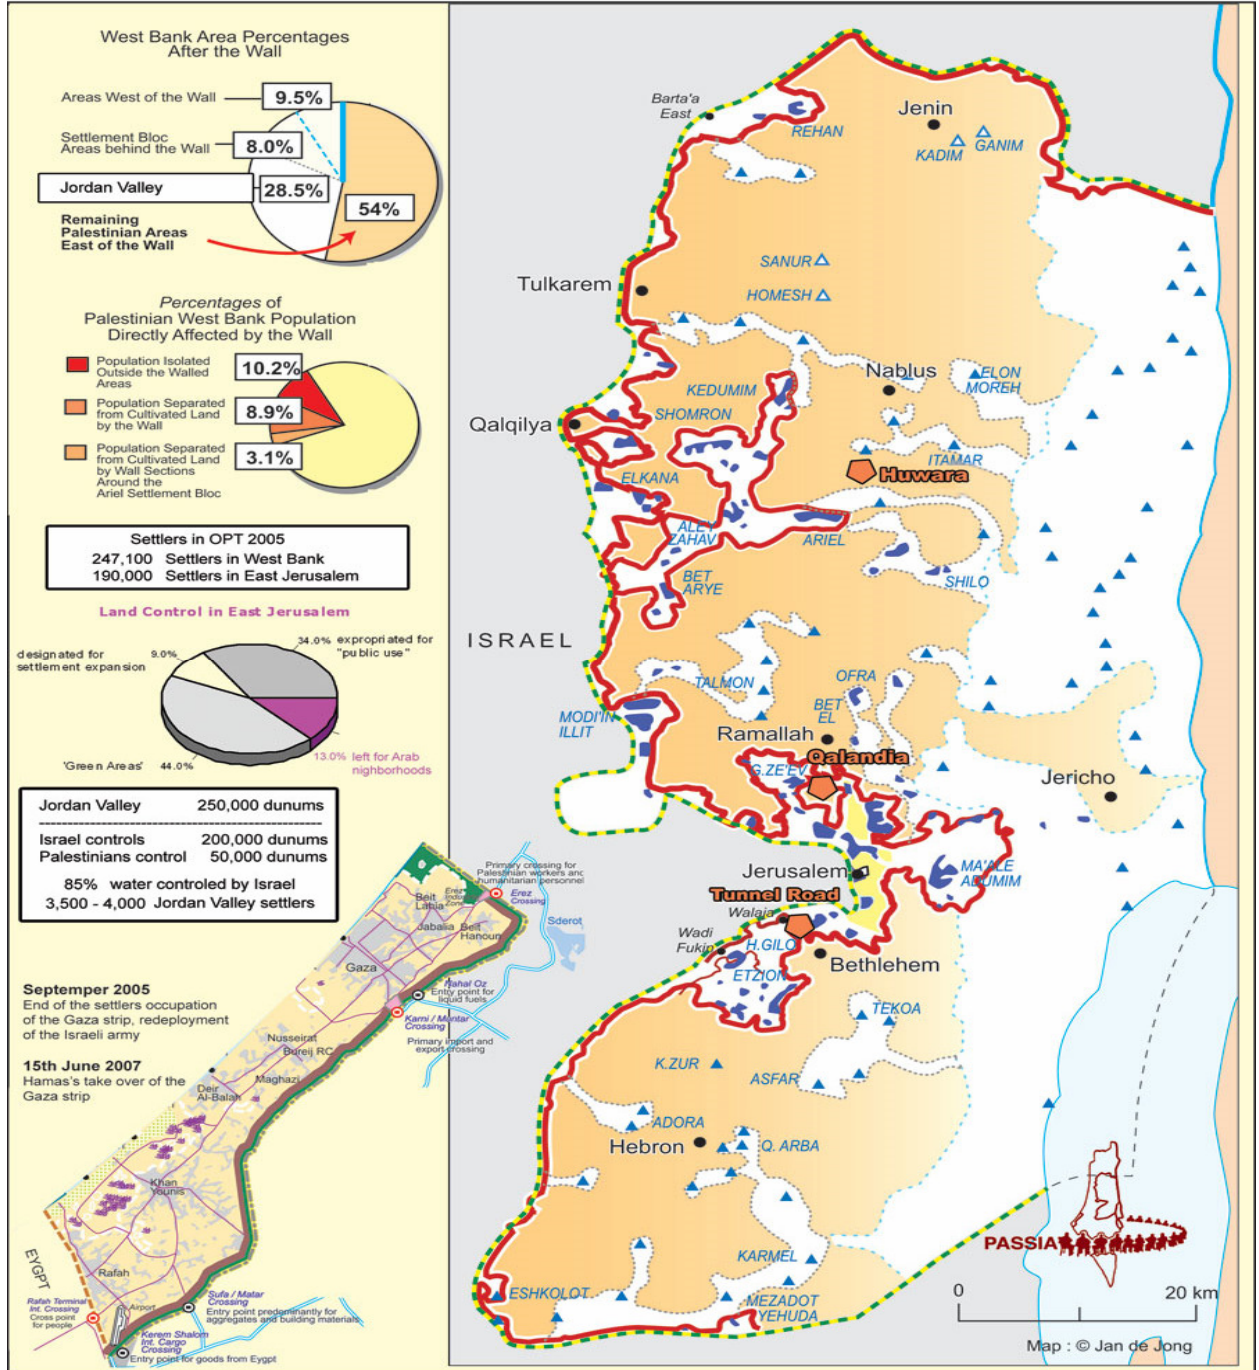 West Bank Area Percentages
After the Wall
Areas West of the Wall
9.5%
Settlement Bloc
Areas behind the Wall
8.0%
Jordan Valley
28.5%
54%
Remaining
Palestinian Areas
East of the Wall
Percentages of
Palestinian West Bank Population
Directly Affected by the Wall
Population Isolated
Outside the Walled
Areas
10.2%
Population Separated
from Cultivated Land
by the Wall
8.9%
Population Separated
from Cultivated Land
by Wall Sections
Around the
Ariel Settlement Bloc
3.1%
Settlers in OPT 2005
247,100 Settlers in West Bank
190,000 Settlers in East Jerusalem
Land Control in East Jerusalem
34.0% expropriated for
"public use"
designated for
settlement expansion
9.0%
'Green Areas'
44.0%
13.0% left for Arab
nighborhoods
Jordan Valley 250,000 dunums
Israel controls 200,000 dunums
Palestinians control 50,000 dunums
85% water controled by Israel
3,500 - 4,000 Jordan Valley settlers
Primary crossing for
Palestinian workers and
humanitarian personnel
Erez
Crossing
Beit
Lahia
Erez
Indus.
Zone
Jabalia
Beit
Hanoun
Sderot
Gaza
Nahal Oz
Entry point for
liquid fuels
Karni / Muntar
Crossing
Primary import and
export crossing
Septemper 2005
End of the settlers occupation
of the Gaza strip, redeployment
of the Israeli army
15th June 2007
Hamas's take over of the
Gaza strip
Nusseirat
Bureij RC
Maghazi
Deir
Al-Balah
Khan
Younis
EYGPT
Rafah
Rafah Terminal
Int. Crossing
Cross point
for people
Airport
Sufa / Matar
Crossing
Entry point predominantly for
aggregates and building materials
Kerem Shalom
Int. Cargo
Crossing
Entry point for goods from Eygpt
Barta'a
East
REHAN
Jenin
KADIM
GANIM
SANUR
HOMESH
Tulkarem
Nablus
ELON
MOREH
KEDUMIM
SHOMRON
Qalqilya
ITAMAR
Huwara
ELKANA
ALEY
ZAHAV
ARIEL
BET
ARYE
SHILO
ISRAEL
TALMON
OFRA
BET
EL
MODI'IN
ILLIT
Ramallah
Qalandia
G.ZE'EV
Jericho
Jerusalem
MA'ALE
ADUMIM
Tunnel Road
Walaja
Wadi
Fukin
H.GILO
ETZION
Bethlehem
TEKOA
K.ZUR
ASFAR
ADORA
Hebron
Q. ARBA
KARMEL
ESHKOLOT
MEZADOT
YEHUDA
PASSIA
0 20 km
Map : © Jan de Jong